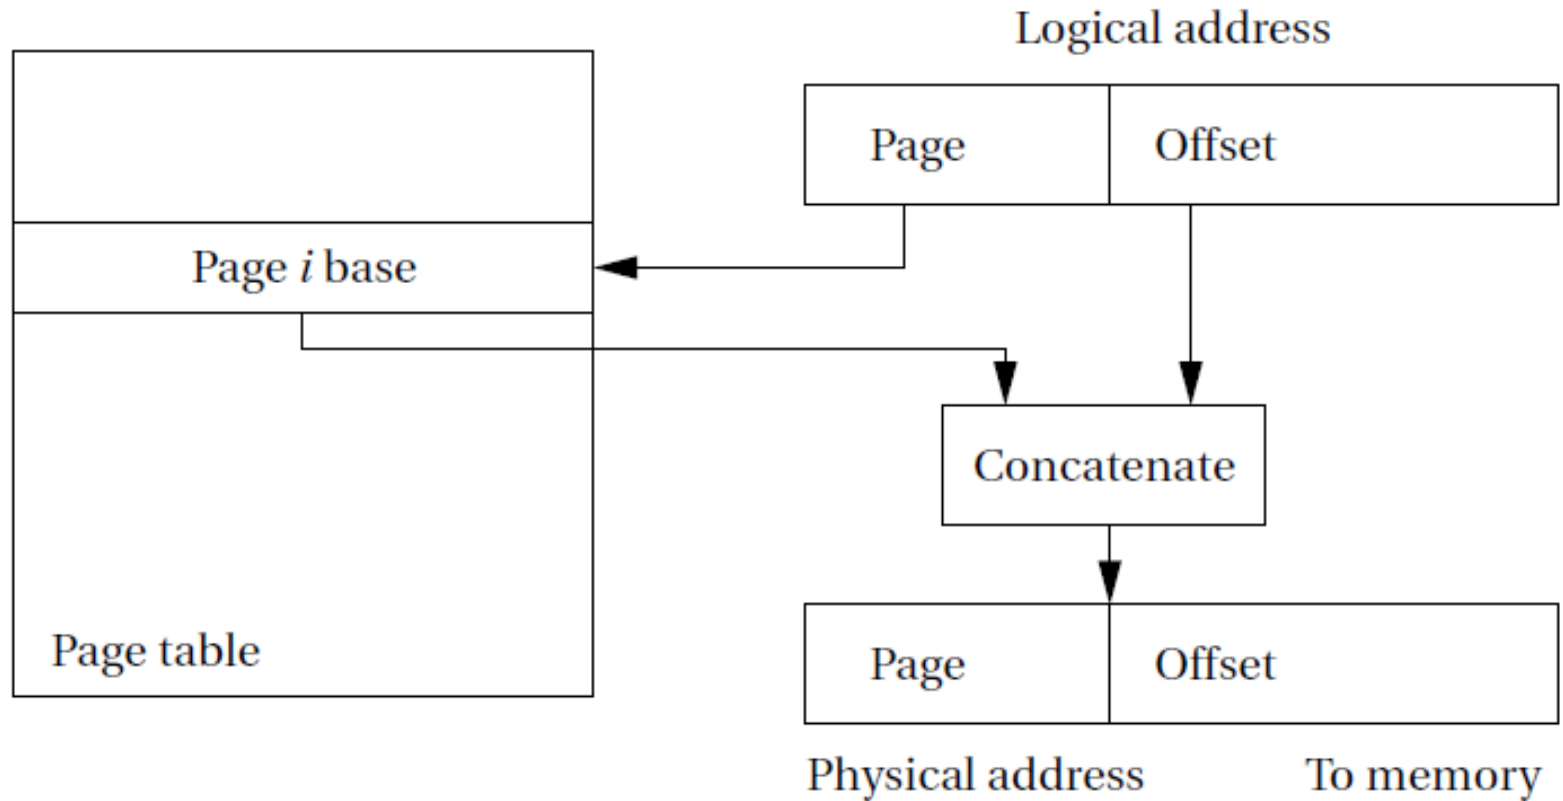 Logical address
Page
Offset
Page i base
Concatenate
Page table
Page
Offset
Physical address
To memory